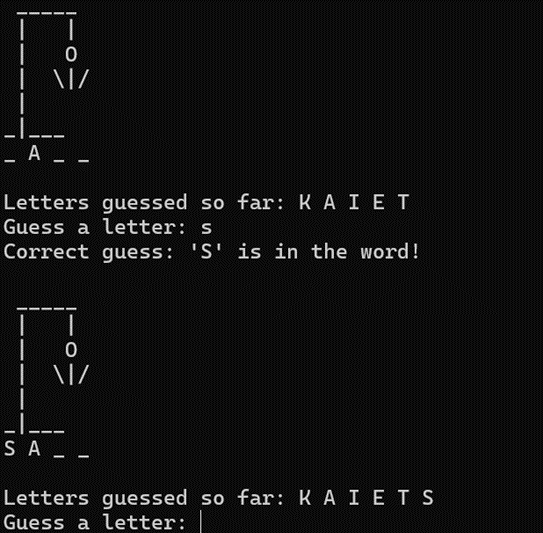 _____
 |   |
 |   O
 |  \|/
 |
_|___
_ A _ _

Letters guessed so far: K A I E T
Guess a letter: s
Correct guess: 'S' is in the word!

 _____
 |   |
 |   O
 |  \|/
 |
_|___
S A _ _

Letters guessed so far: K A I E T S
Guess a letter: